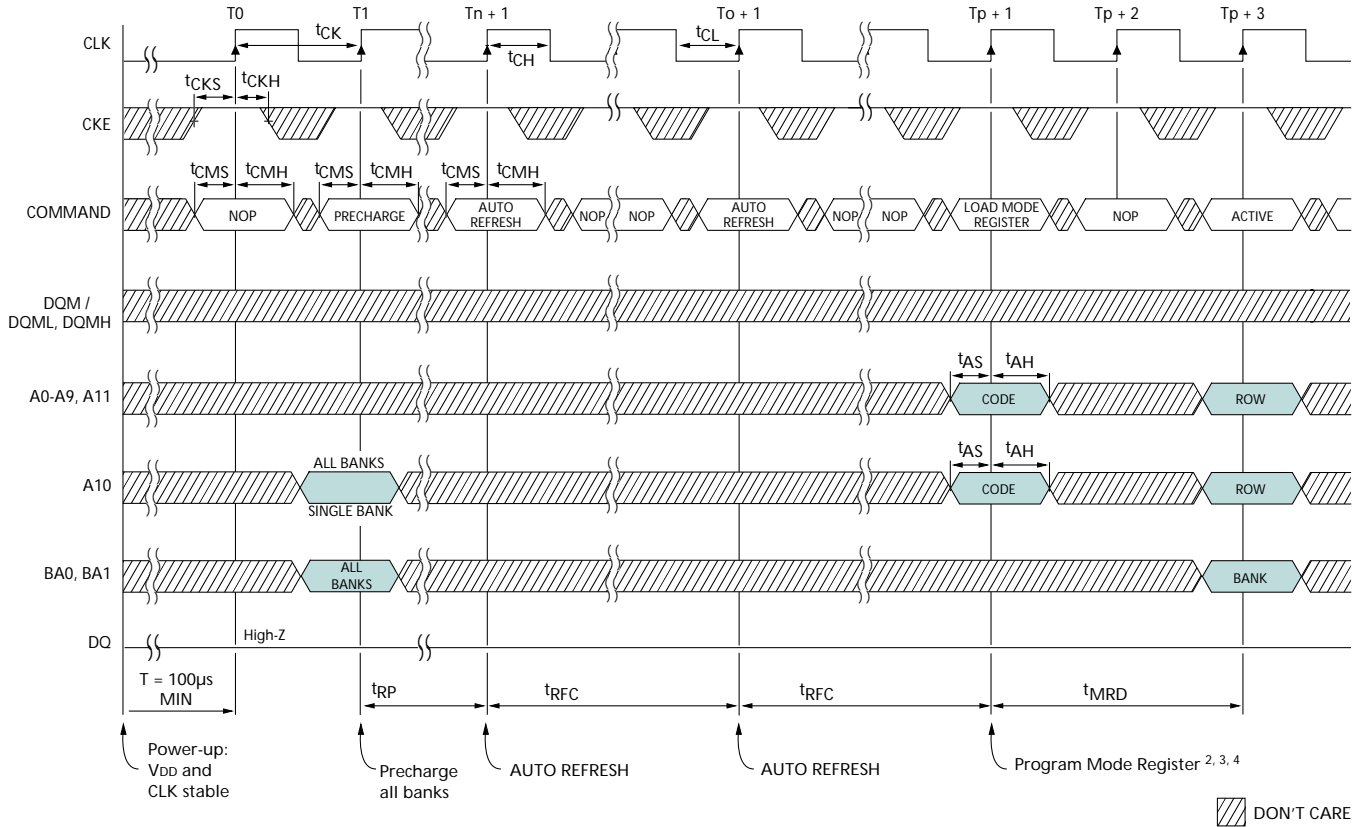 T0 T1 Tn + 1 To + 1 Tp + 1 Tp + 2 Tp + 3
CLK tCK tCH tCL
tCKS tCKH
CKE
tCMS tCMH tCMS tCMH tCMS tCMH
COMMAND NOP PRECHARGE AUTO REFRESH NOP NOP AUTO REFRESH NOP NOP LOAD MODE REGISTER NOP ACTIVE
DQM /
DQML, DQMH
tAS tAH
A0-A9, A11 CODE ROW
ALL BANKS tAS tAH
A10 CODE ROW
SINGLE BANK
BA0, BA1 ALL BANKS BANK
DQ High-Z
T = 100µs
MIN
tRP tRFC tRFC tMRD
Power-up:
VDD and
CLK stable
Precharge
all banks
AUTO REFRESH
AUTO REFRESH
Program Mode Register 2, 3, 4
DON'T CARE